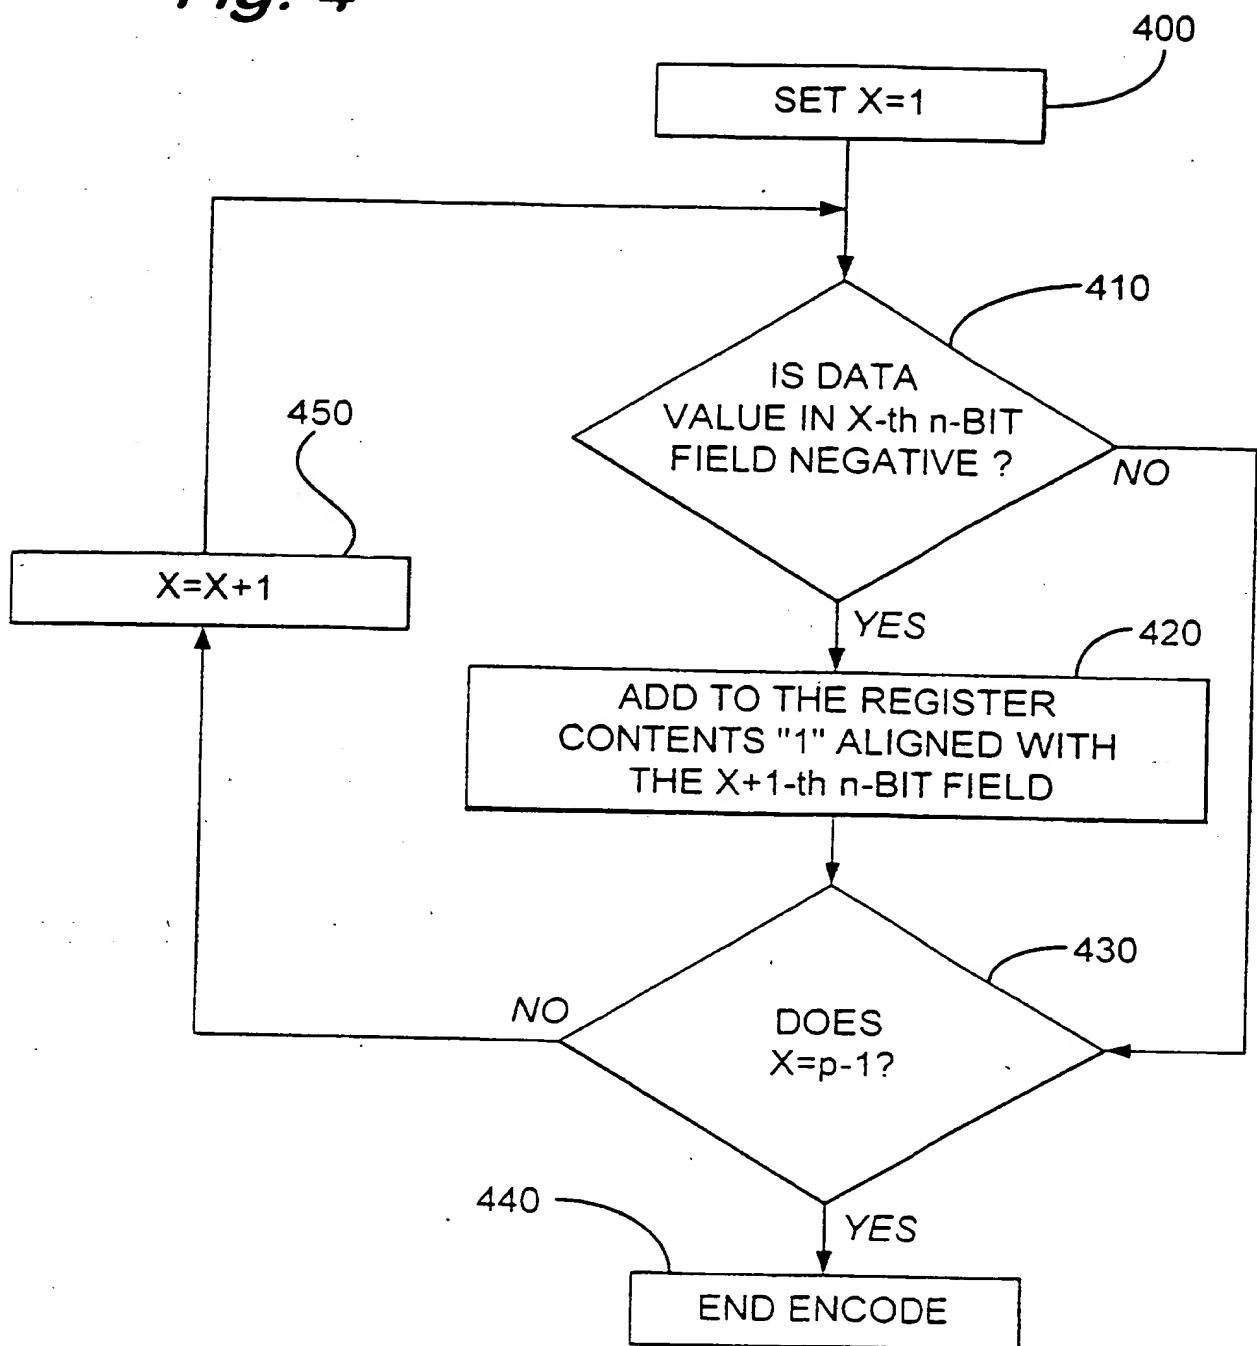 Fig. 4
400
SET X=1
410
IS DATA
VALUE IN X-th n-BIT
FIELD NEGATIVE ?
NO
450
X=X+1
YES
420
ADD TO THE REGISTER
CONTENTS "1" ALIGNED WITH
THE X+1-th n-BIT FIELD
430
NO
DOES
X=p-1?
440
YES
END ENCODE